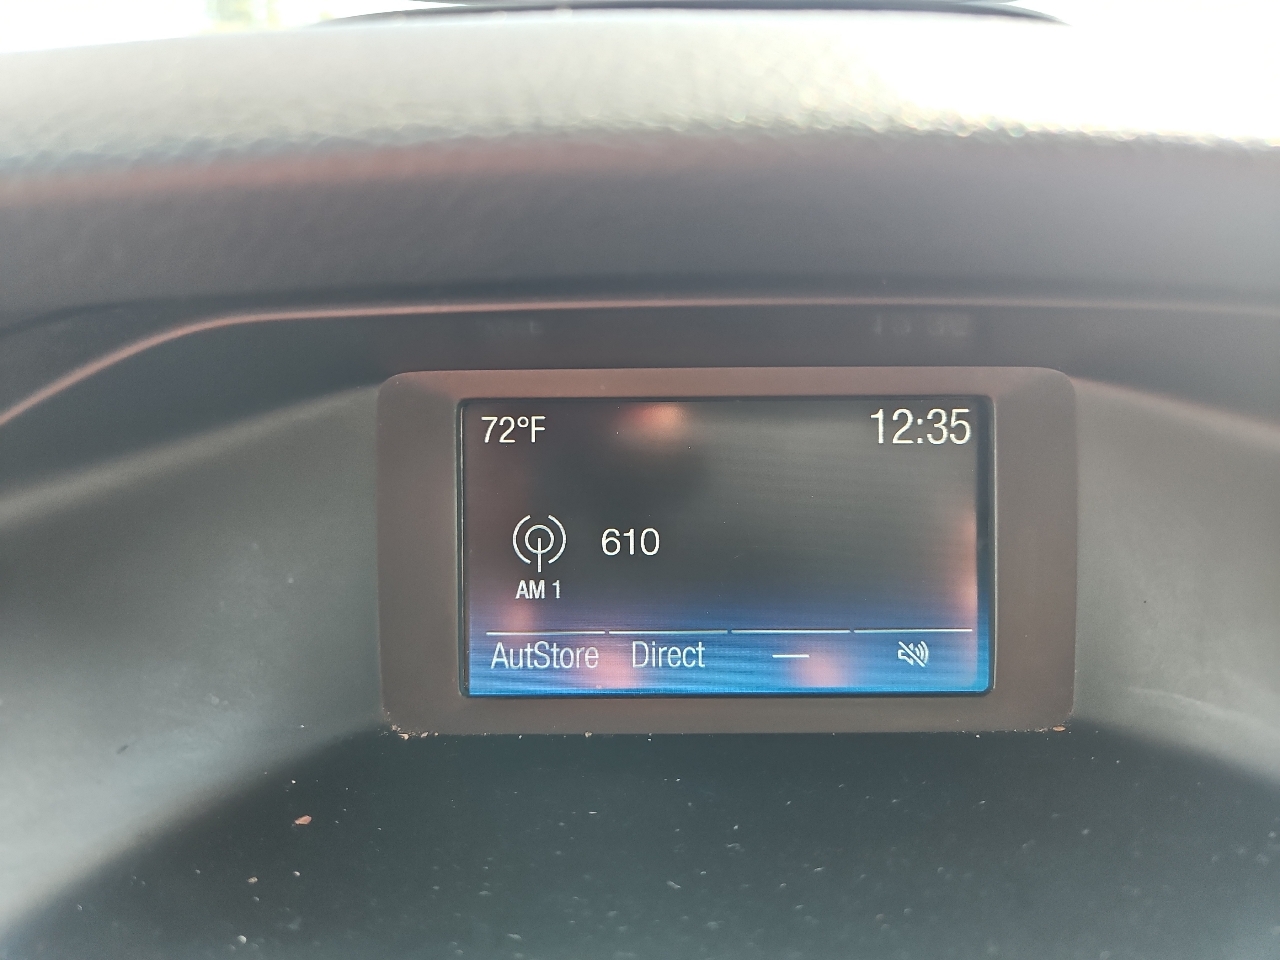 72°F 12:35
610
AM 1
AutStore Direct —